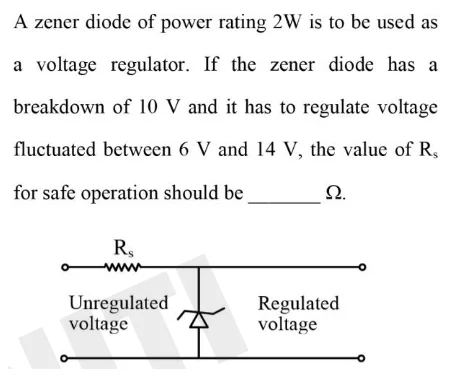 A zener diode of power rating 2W is to be used as
a voltage regulator. If the zener diode has a
breakdown of 10 V and it has to regulate voltage
fluctuated between 6 V and 14 V, the value of Rₛ
for safe operation should be ________ Ω.
Rₛ
Unregulated
voltage
Regulated
voltage